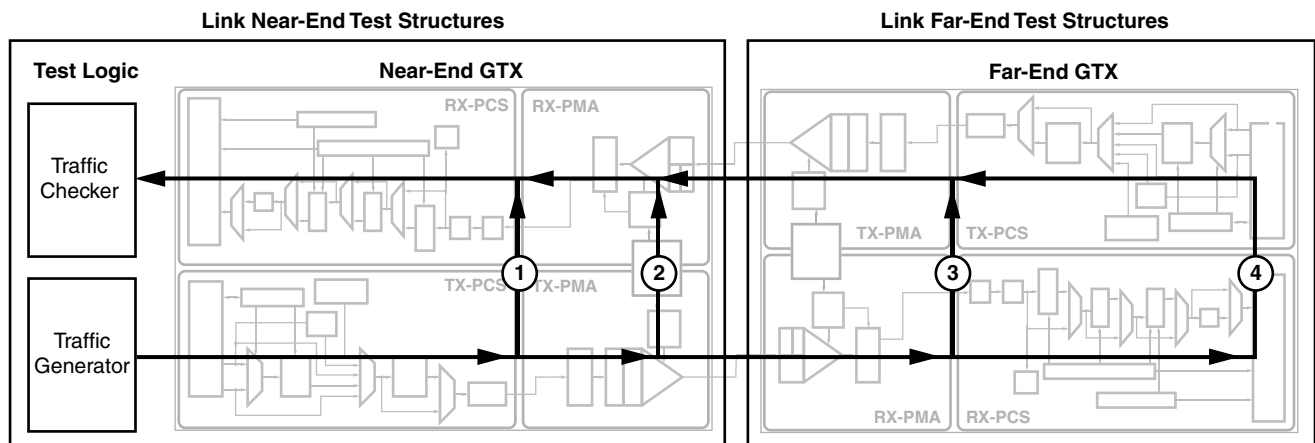 Link Near-End Test Structures
Link Far-End Test Structures
Test Logic
Near-End GTX
Far-End GTX
RX-PCS
RX-PMA
Traffic
Checker
TX-PMA
TX-PCS
1
2
3
4
TX-PCS
TX-PMA
Traffic
Generator
RX-PMA
RX-PCS